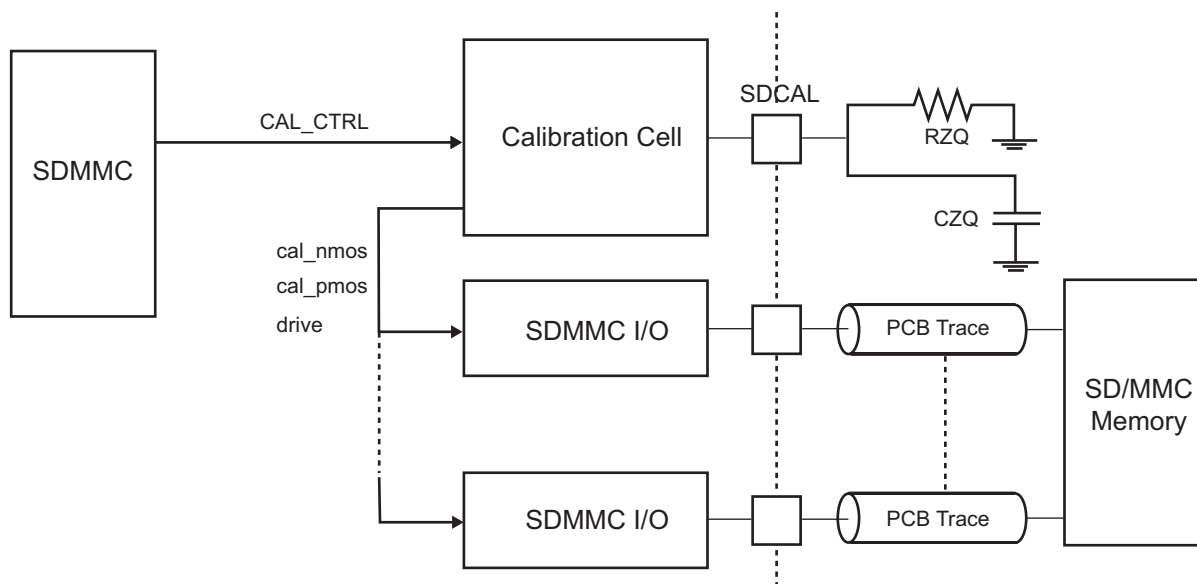 SDMMC
CAL_CTRL
Calibration Cell
SDCAL
RZQ
CZQ
cal_nmos
cal_pmos
drive
SDMMC I/O
PCB Trace
SD/MMC
Memory
SDMMC I/O
PCB Trace